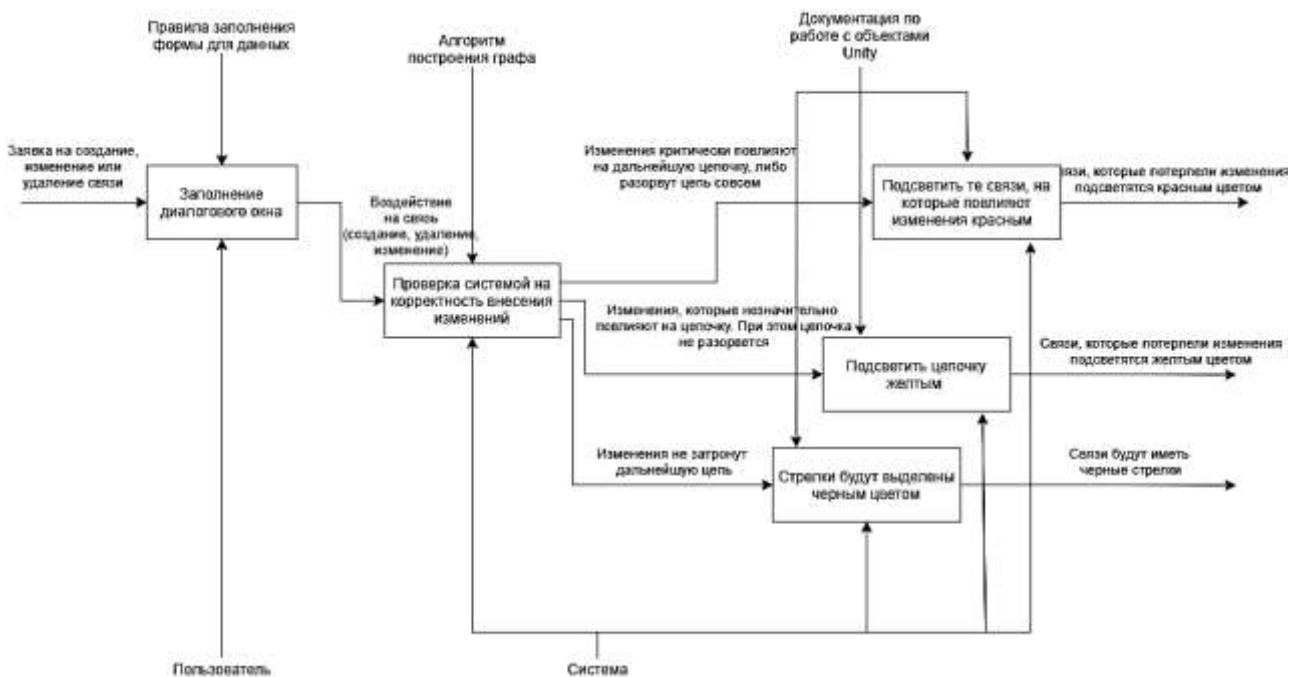 Правила заполнения
формы для данных
Алгоритм
построения графа
Документация по
работе с объектами
Unity
Заявка на создание,
изменение или
удаление связи
Заполнение
диалогового окна
Воздействие
на связь
(создание, удаление,
изменение)
Проверка системой на
корректность внесения
изменений
Изменения критически повлияют
на дальнейшую цепочку, либо
разорвут цепь совсем
Подсветить те связи, на
которые повлияют
изменения красным
вязи, которые потерпели изменения
подсветятся красным цветом
Изменения, которые незначительно
повлияют на цепочку. При этом цепочка
не разорвется
Подсветить цепочку
желтым
Связи, которые потерпели изменения
подсветятся желтым цветом
Изменения не затронут
дальнейшую цепь
Стрелки будут выделены
черным цветом
Связи будут иметь
черные стрелки
Пользователь
Система